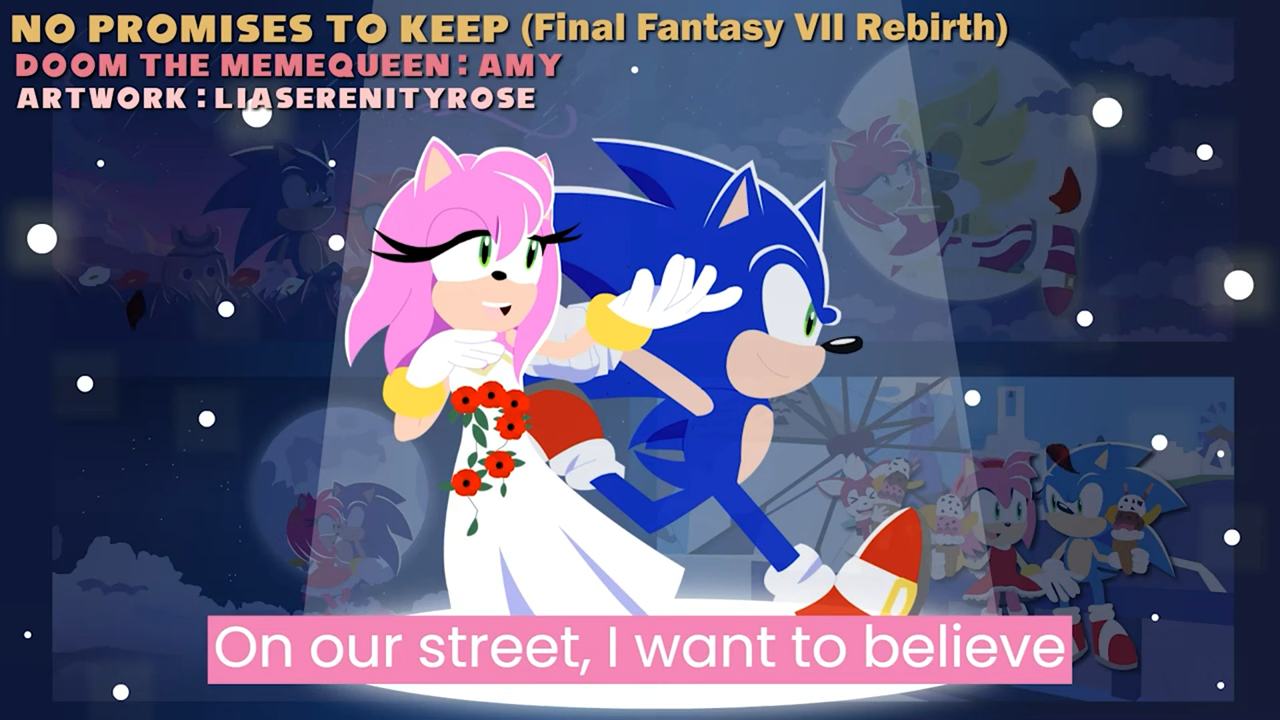 NO PROMISES TO KEEP (Final Fantasy VII Rebirth)
DOOM THE MEMEQUEEN: AMY
ARTWORK : LIASERENITYROSE
On our street, I want to believe